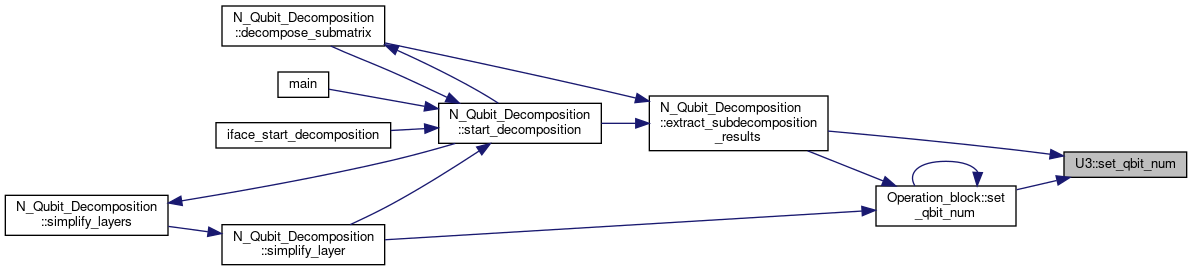 N_Qubit_Decomposition
::decompose_submatrix
main
iface_start_decomposition
N_Qubit_Decomposition
::start_decomposition
N_Qubit_Decomposition
::extract_subdecomposition
_results
U3::set_qbit_num
Operation_block::set
_qbit_num
N_Qubit_Decomposition
::simplify_layers
N_Qubit_Decomposition
::simplify_layer